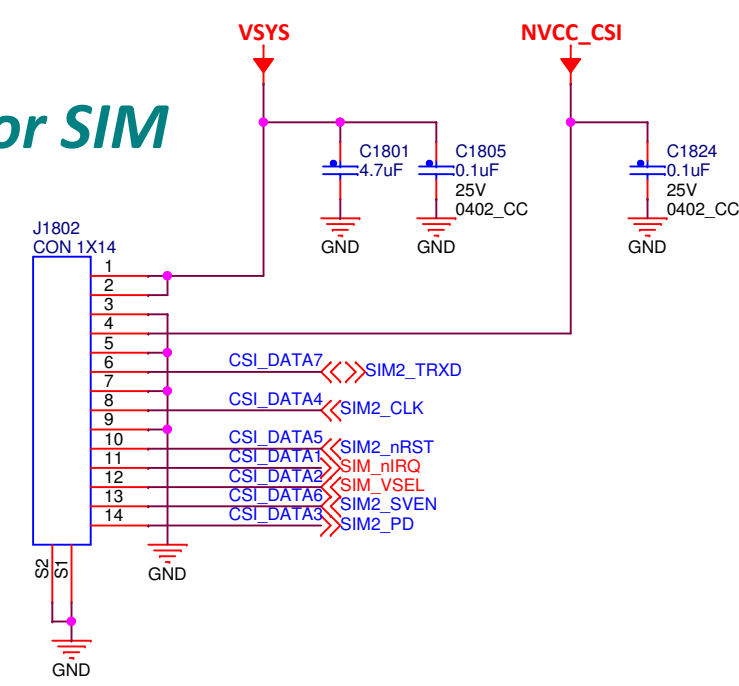 VSYS
NVCC_CSI
or SIM
C1801
4.7uF
C1805
0.1uF
25V
0402_CC
C1824
0.1uF
25V
0402_CC
GND
GND
GND
J1802
CON 1X14
1
2
3
4
5
6
7
8
9
10
11
12
13
14
CSI_DATA7
SIM2_TRXD
CSI_DATA4
SIM2_CLK
CSI_DATA5
SIM2_nRST
CSI_DATA1
SIM_nIRQ
CSI_DATA2
SIM_VSEL
CSI_DATA6
SIM2_SVEN
CSI_DATA3
SIM2_PD
S2
S1
GND
GND